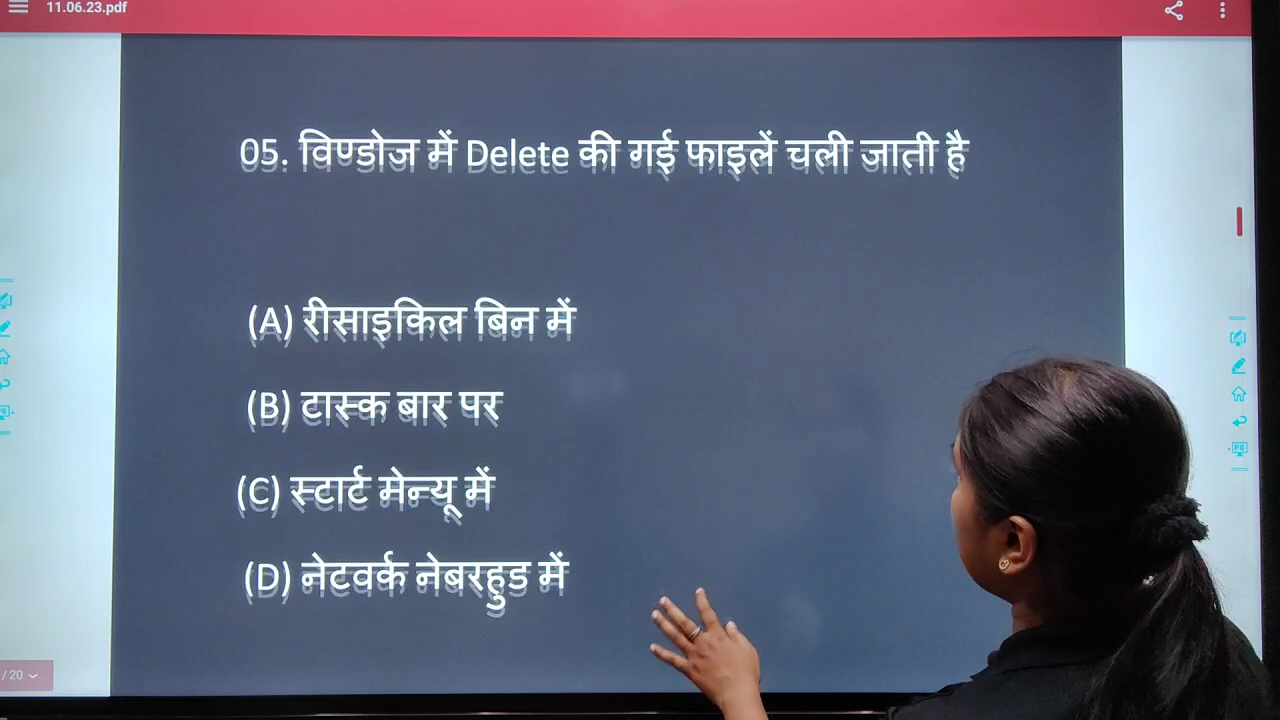 11.06.23.pdf
05. विण्डोज में Delete की गई फाइलें चली जाती है
(A) रीसाइकिल बिन में
(B) टास्क बार पर
(C) स्टार्ट मेन्यू में
(D) नेटवर्क नेबरहुड में
/ 20